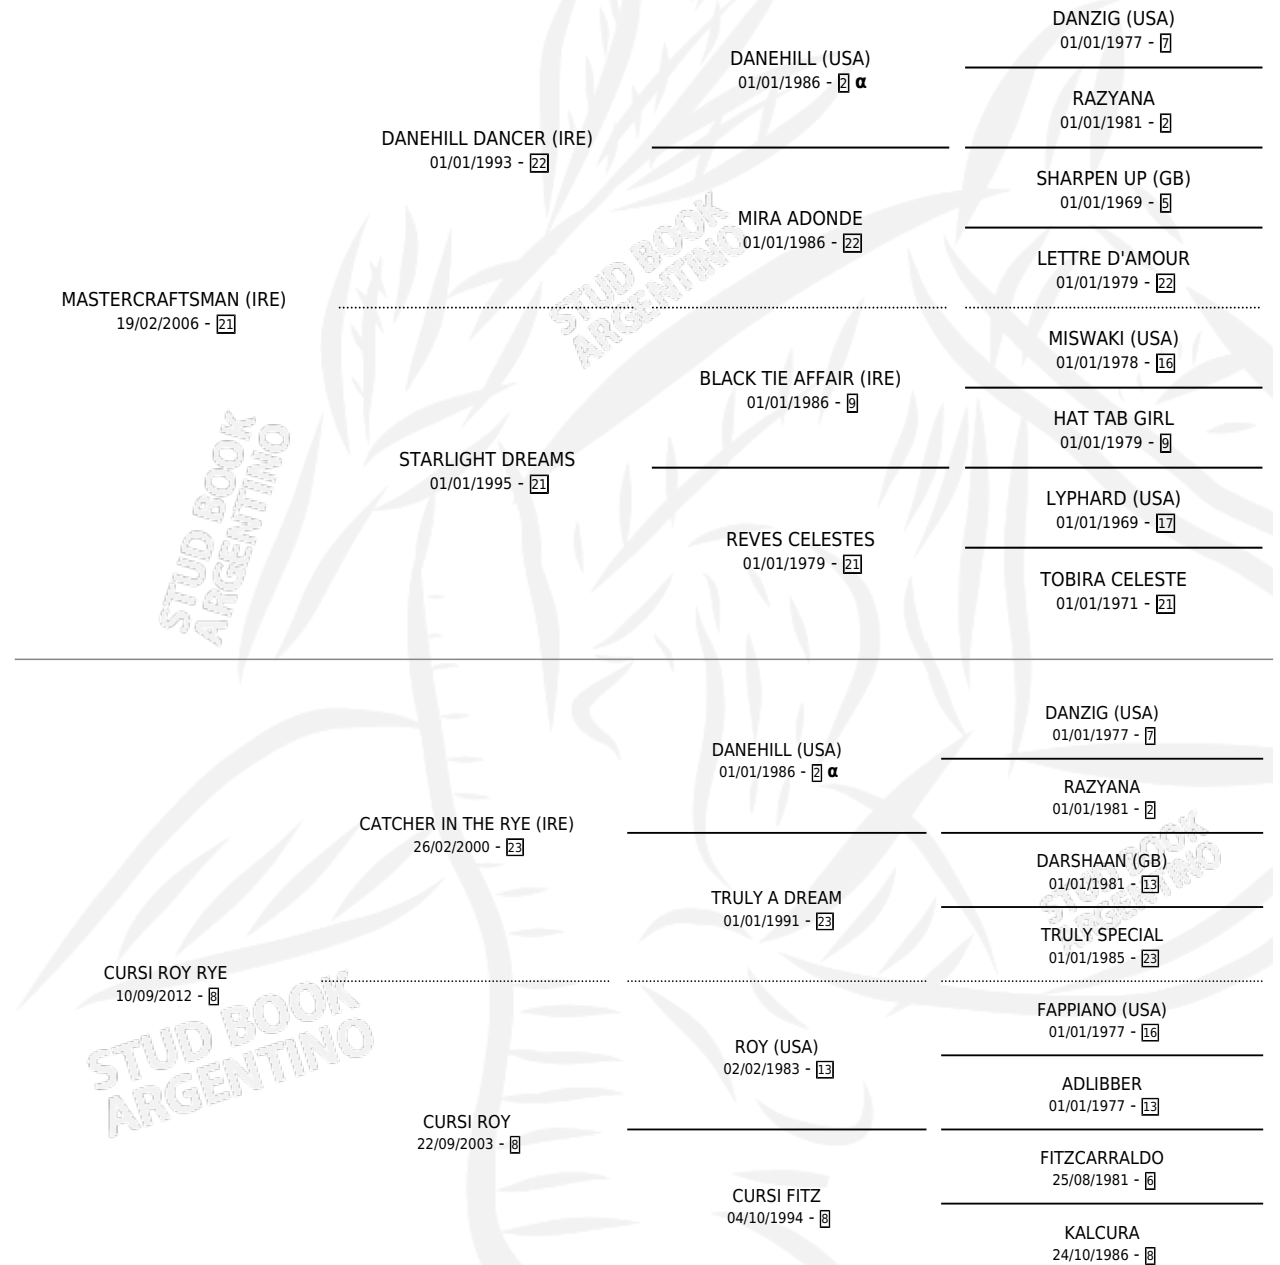 DANZIG (USA)
01/01/1977 - 7
DANEHILL (USA)
01/01/1986 - 2 α
RAZYANA
01/01/1981 - 2
DANEHILL DANCER (IRE)
01/01/1993 - 22
SHARPEN UP (GB)
01/01/1969 - 5
MIRA ADONDE
01/01/1986 - 22
LETTRE D'AMOUR
01/01/1979 - 22
MASTERCRAFTSMAN (IRE)
19/02/2006 - 21
MISWAKI (USA)
01/01/1978 - 16
BLACK TIE AFFAIR (IRE)
01/01/1986 - 9
HAT TAB GIRL
01/01/1979 - 9
STARLIGHT DREAMS
01/01/1995 - 21
LYPHARD (USA)
01/01/1969 - 17
REVES CELESTES
01/01/1979 - 21
TOBIRA CELESTE
01/01/1971 - 21
DANZIG (USA)
01/01/1977 - 7
DANEHILL (USA)
01/01/1986 - 2 α
RAZYANA
01/01/1981 - 2
CATCHER IN THE RYE (IRE)
26/02/2000 - 23
DARSHAAN (GB)
01/01/1981 - 13
TRULY A DREAM
01/01/1991 - 23
TRULY SPECIAL
01/01/1985 - 23
CURSI ROY RYE
10/09/2012 - 8
FAPPIANO (USA)
01/01/1977 - 16
ROY (USA)
02/02/1983 - 13
ADLIBBER
01/01/1977 - 13
CURSI ROY
22/09/2003 - 8
FITZCARRALDO
25/08/1981 - 6
CURSI FITZ
04/10/1994 - 8
KALCURA
24/10/1986 - 8
STUD BOOK
ARGENTINO
STUD BOOK
ARGENTINO
STUD BOOK
ARGENTINO
STUD BOOK
ARGENTINO